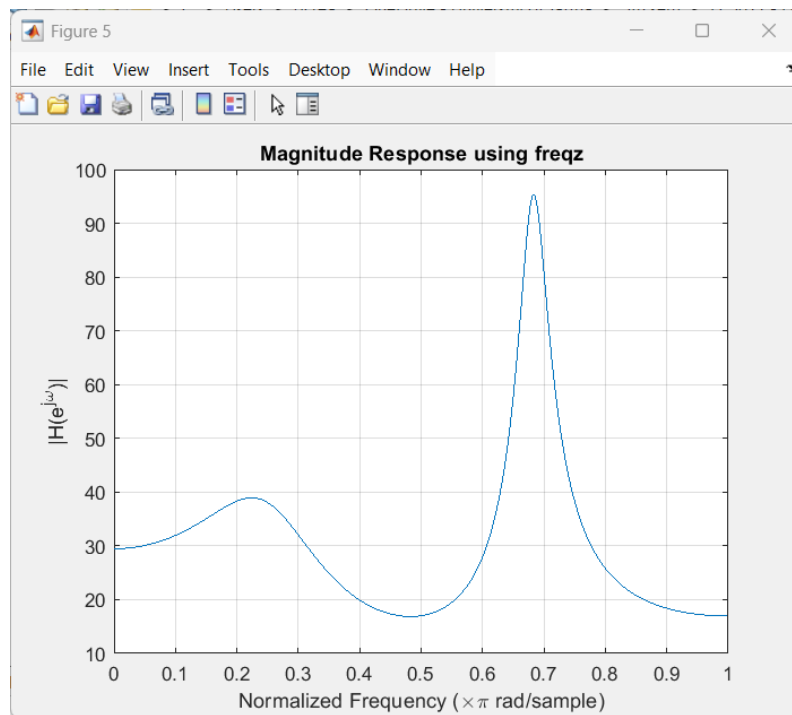 Figure 5
File Edit View Insert Tools Desktop Window Help
Magnitude Response using freqz
100
90
80
70
60
50
40
30
20
10
|H(e^{jω})|
0 0.1 0.2 0.3 0.4 0.5 0.6 0.7 0.8 0.9 1
Normalized Frequency (×π rad/sample)